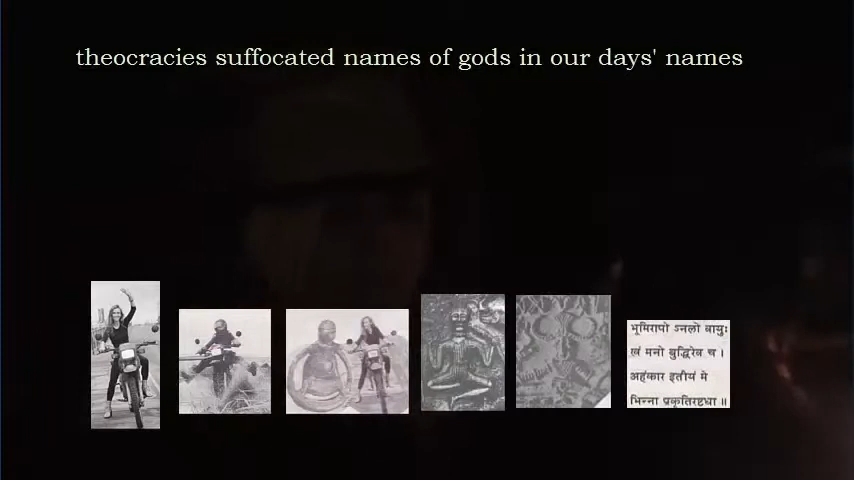 theocracies suffocated names of gods in our days' names
भूमिरापो ऽनलो वायुः
खं मनो बुद्धिरेव च ।
अहंकार इतीयं मे
भिन्ना प्रकृतिरष्टधा ॥